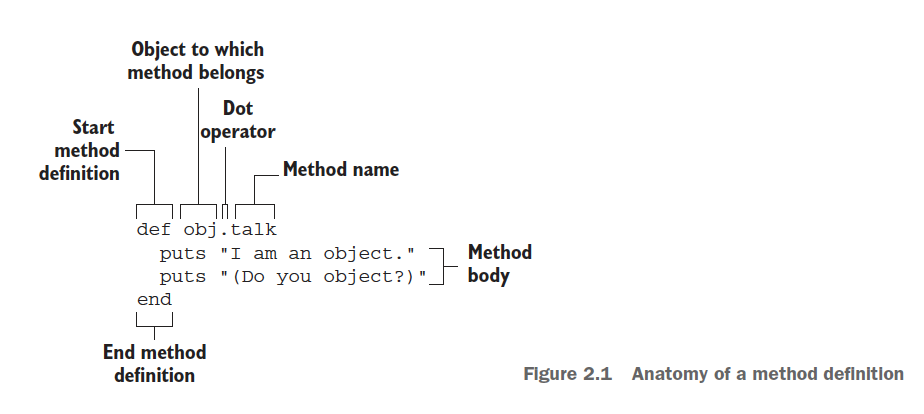 Object to which
method belongs
Dot
operator
Start
method
definition
Method name
def obj.talk
puts "I am an object."
puts "(Do you object?)"
end
Method
body
End method
definition
Figure 2.1 Anatomy of a method definition